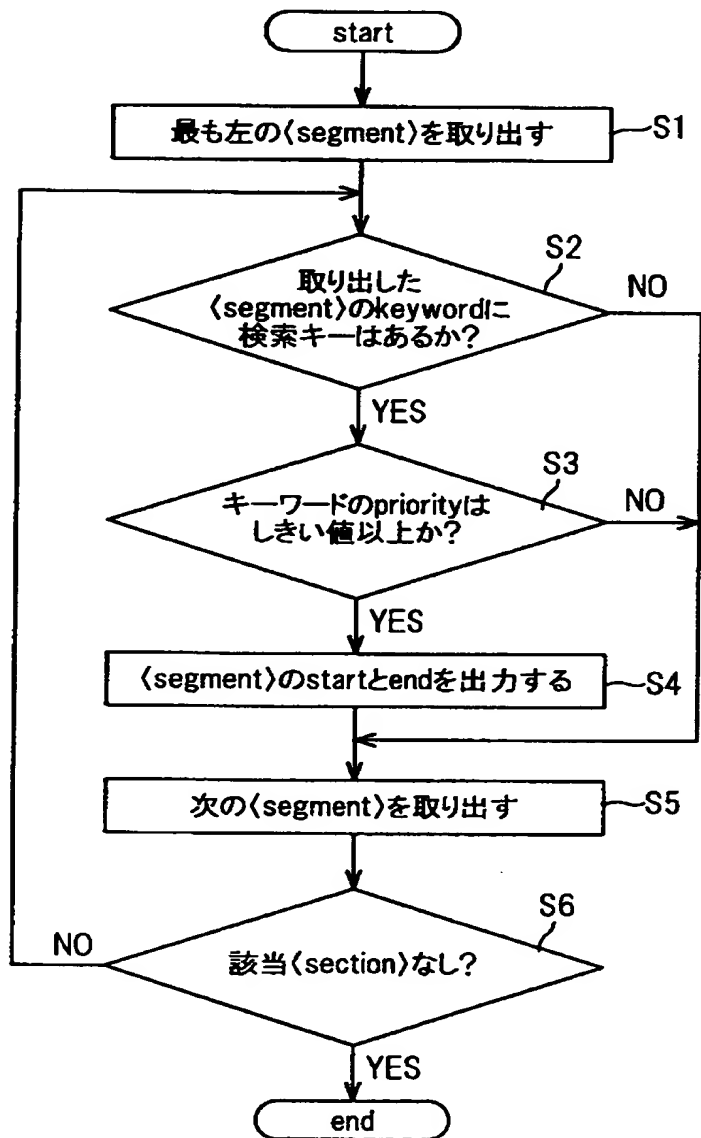 start
最も左の〈segment〉を取り出す
S1
S2
取り出した
〈segment〉のkeywordに
検索キーはあるか?
NO
YES
S3
キーワードのpriorityは
しきい値以上か?
NO
YES
〈segment〉のstartとendを出力する
S4
次の〈segment〉を取り出す
S5
S6
該当〈section〉なし?
NO
YES
end